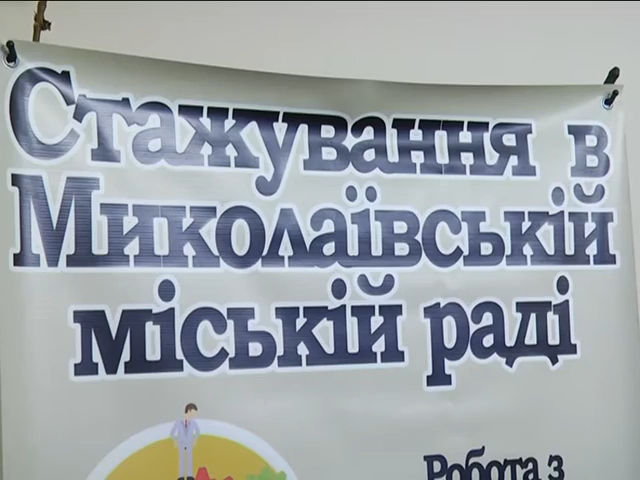 Стажування в
Миколаївській
міській раді
Робота з